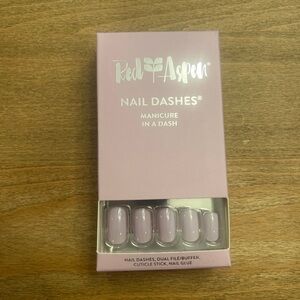 Red Aspen
NAIL DASHES®
MANICURE
IN A DASH
NAIL DASHES, DUAL FILE/BUFFER,
CUTICLE STICK, NAIL GLUE